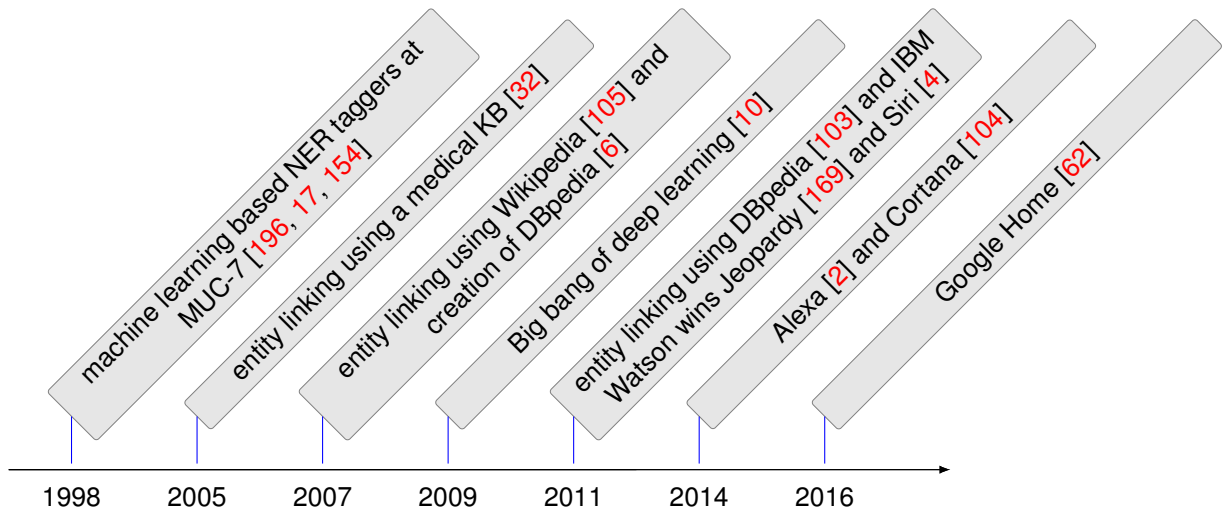 machine learning based NER taggers at
MUC-7 [196, 17, 154]
entity linking using a medical KB [32]
entity linking using Wikipedia [105] and
creation of DBpedia [6]
Big bang of deep learning [10]
entity linking using DBpedia [103] and IBM
Watson wins Jeopardy [169] and Siri [4]
Alexa [2] and Cortana [104]
Google Home [62]
1998 2005 2007 2009 2011 2014 2016